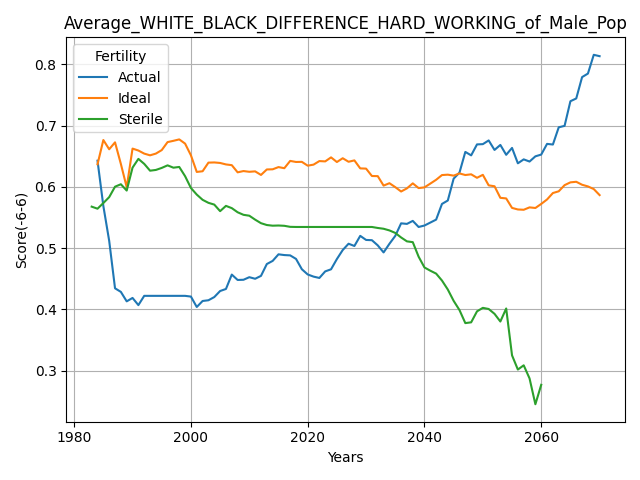 Average_WHITE_BLACK_DIFFERENCE_HARD_WORKING_of_Male_Pop
Fertility
Actual
Ideal
Sterile
Score(-6-6)
0.8
0.7
0.6
0.5
0.4
0.3
1980
2000
2020
2040
2060
Years